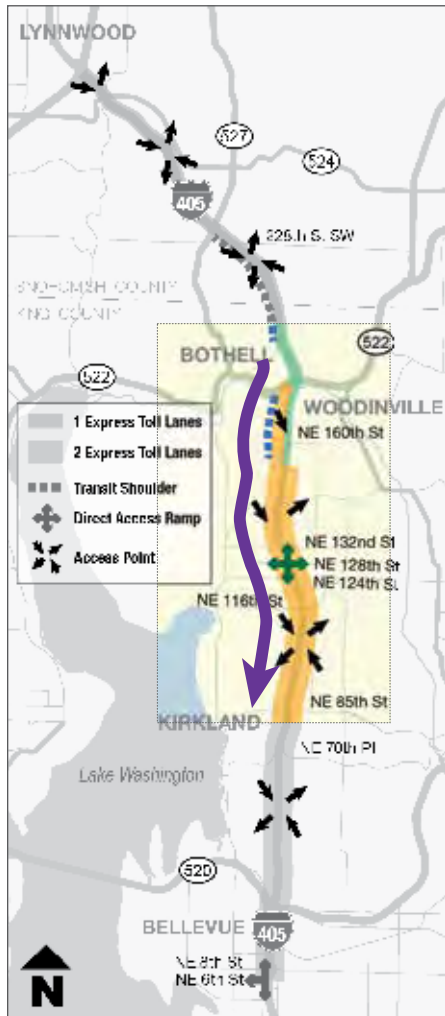 LYNNWOOD
527
524
405
228th St SW
SNOHOMISH COUNTY
KING COUNTY
BOTHELL
522
522
WOODINVILLE
1 Express Toll Lanes
2 Express Toll Lanes
Transit Shoulder
Direct Access Ramp
Access Point
NE 160th St
NE 132nd St
NE 128th St
NE 124th St
NE 116th St
NE 85th St
KIRKLAND
NE 70th Pl
Lake Washington
520
BELLEVUE
405
NE 8th St
NE 6th St
N